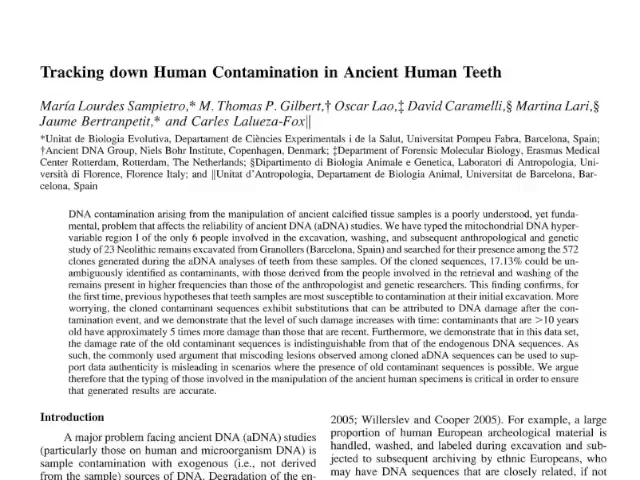 Tracking down Human Contamination in Ancient Human Teeth
María Lourdes Sampietro,* M. Thomas P. Gilbert,† Oscar Lao,‡ David Caramelli,§ Martina Lari,§
Jaume Bertranpetit,* and Carles Lalueza-Fox∥
*Unitat de Biologia Evolutiva, Departament de Ciències Experimentals i de la Salut, Universitat Pompeu Fabra, Barcelona, Spain;
†Ancient DNA Group, Niels Bohr Institute, Copenhagen, Denmark; ‡Department of Forensic Molecular Biology, Erasmus Medical
Center Rotterdam, Rotterdam, The Netherlands; §Dipartimento di Biologia Animale e Genetica, Laboratori di Antropologia, Uni-
versità di Florence, Florence Italy; and ∥Unitat d'Antropologia, Departament de Biologia Animal, Universitat de Barcelona, Bar-
celona, Spain
DNA contamination arising from the manipulation of ancient calcified tissue samples is a poorly understood, yet funda-
mental, problem that affects the reliability of ancient DNA (aDNA) studies. We have typed the mitochondrial DNA hyper-
variable region I of the only 6 people involved in the excavation, washing, and subsequent anthropological and genetic
study of 23 Neolithic remains excavated from Granollers (Barcelona, Spain) and searched for their presence among the 572
clones generated during the aDNA analyses of teeth from these samples. Of the cloned sequences, 17.13% could be un-
ambiguously identified as contaminants, with those derived from the people involved in the retrieval and washing of the
remains present in higher frequencies than those of the anthropologist and genetic researchers. This finding confirms, for
the first time, previous hypotheses that teeth samples are most susceptible to contamination at their initial excavation. More
worrying, the cloned contaminant sequences exhibit substitutions that can be attributed to DNA damage after the con-
tamination event, and we demonstrate that the level of such damage increases with time: contaminants that are >10 years
old have approximately 5 times more damage than those that are recent. Furthermore, we demonstrate that in this data set,
the damage rate of the old contaminant sequences is indistinguishable from that of the endogenous DNA sequences. As
such, the commonly used argument that miscoding lesions observed among cloned aDNA sequences can be used to sup-
port data authenticity is misleading in scenarios where the presence of old contaminant sequences is possible. We argue
therefore that the typing of those involved in the manipulation of the ancient human specimens is critical in order to ensure
that generated results are accurate.
Introduction
A major problem facing ancient DNA (aDNA) studies
(particularly those on human and microorganism DNA) is
sample contamination with exogenous (i.e., not derived
from the sample) sources of DNA. Degradation of the en-
2005; Willerslev and Cooper 2005). For example, a large
proportion of human European archeological material is
handled, washed, and labeled during excavation and sub-
jected to subsequent archiving by ethnic Europeans, who
may have DNA sequences that are closely related, if not